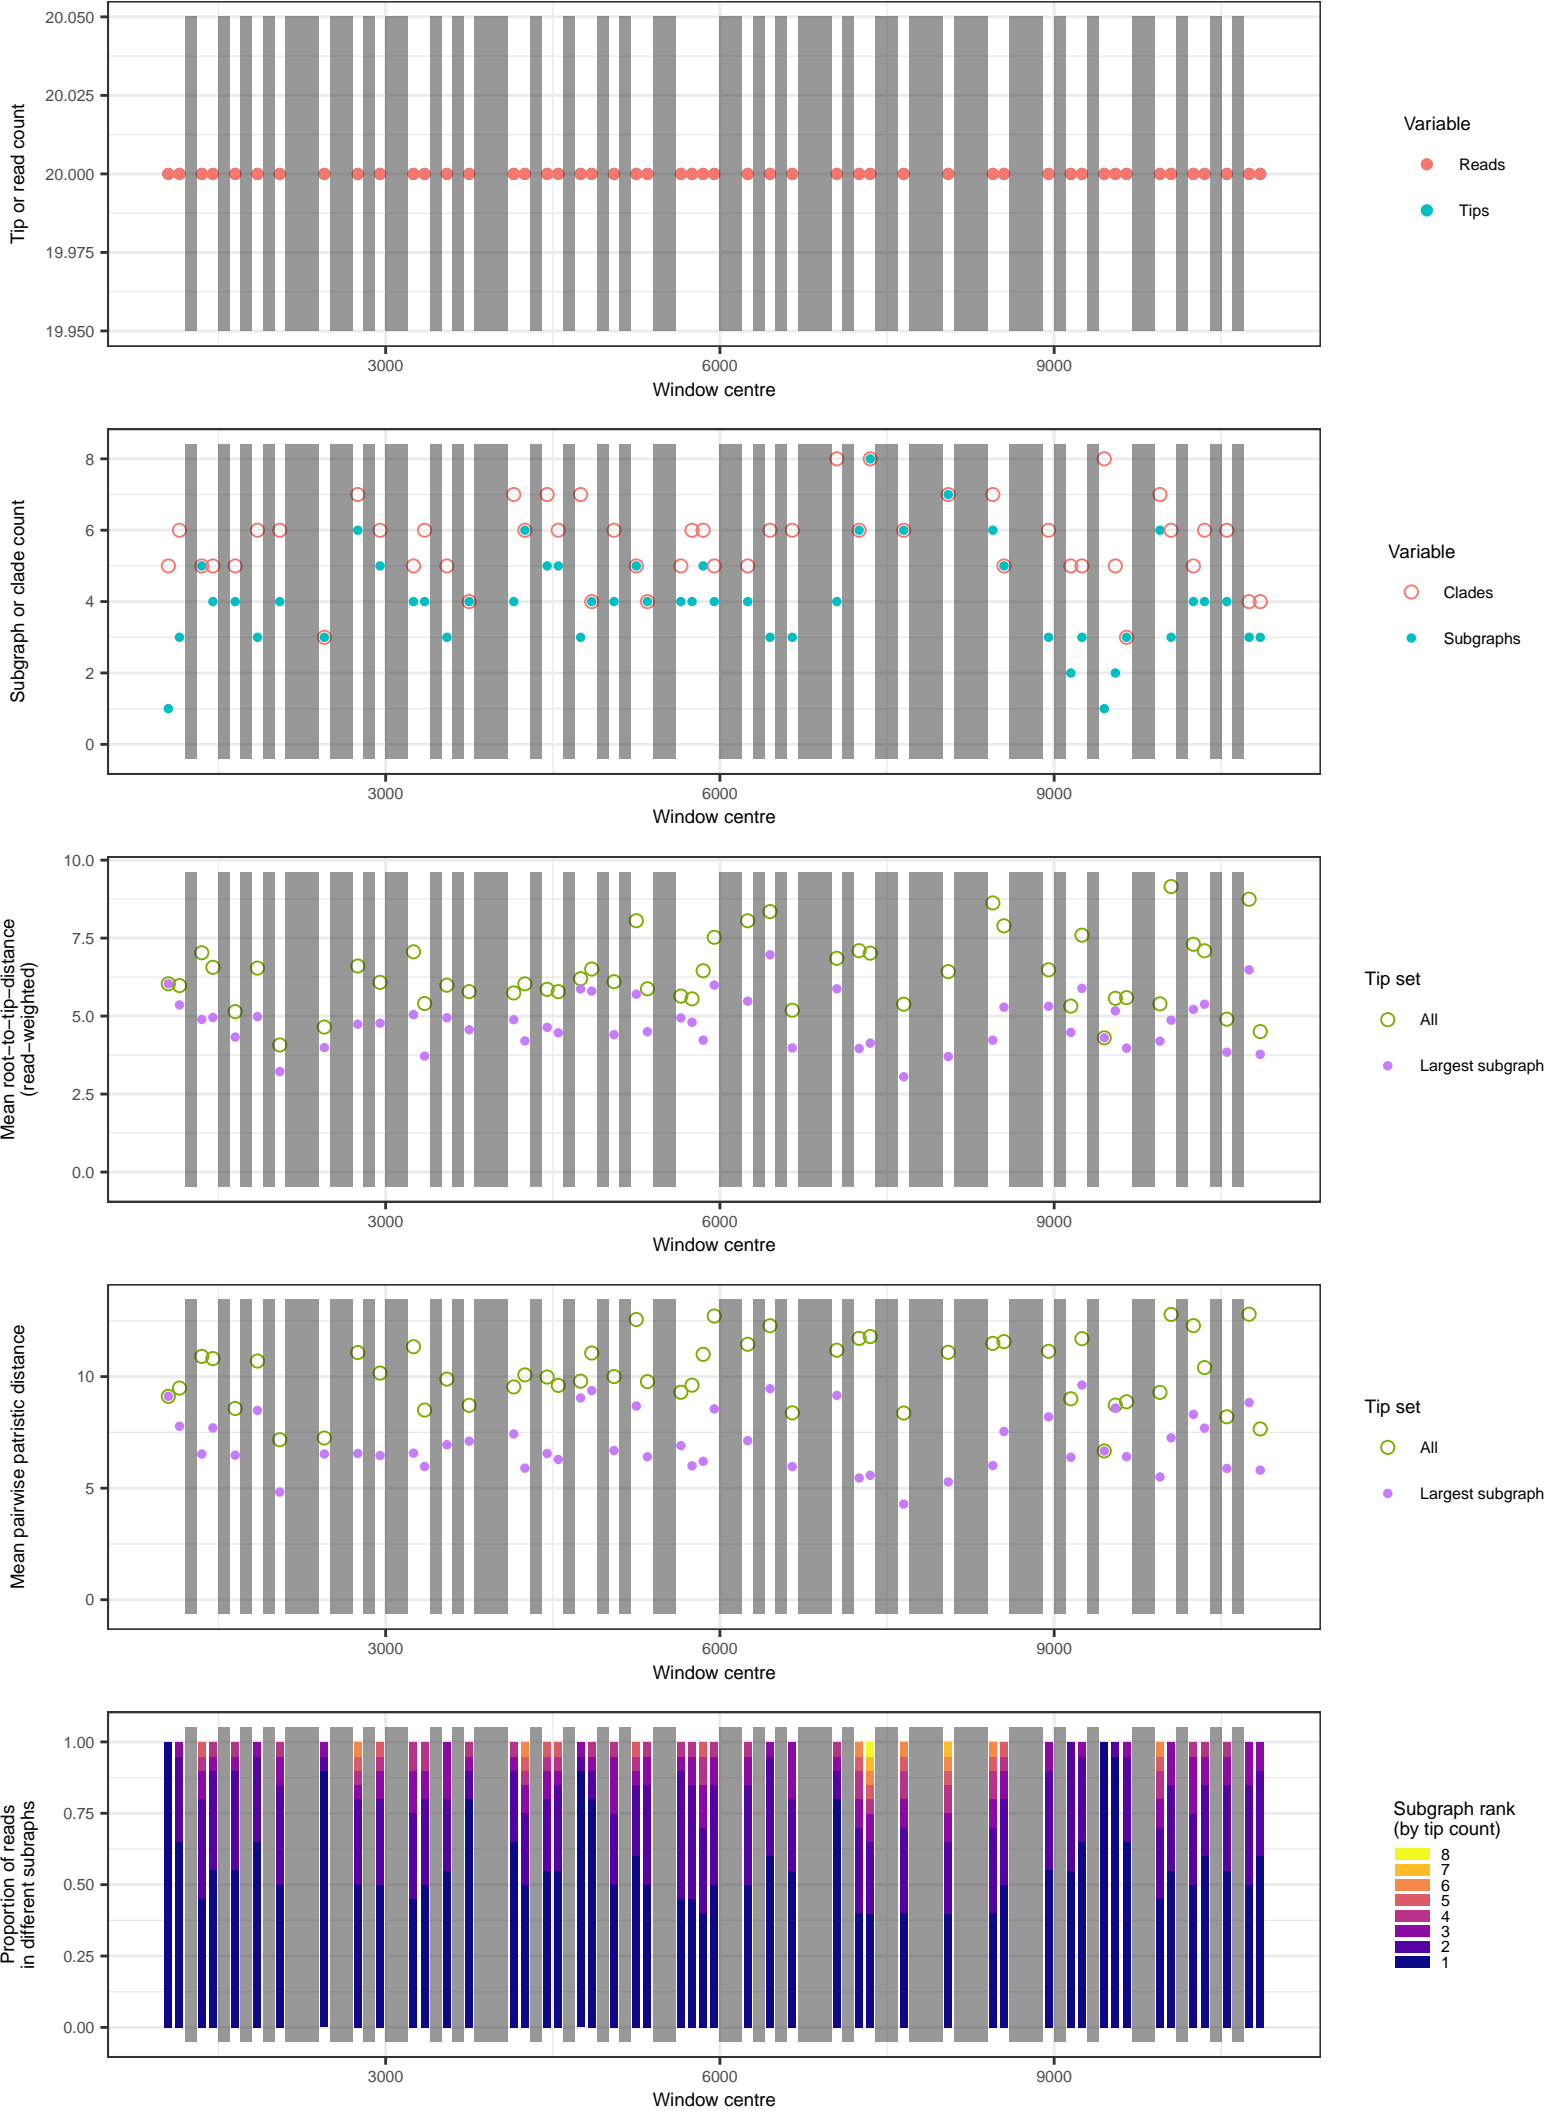 20.050
20.025
20.000
19.975
19.950
Tip or read count
3000 6000 9000
Window centre
Variable
Reads
Tips
8
6
4
2
0
Subgraph or clade count
3000 6000 9000
Window centre
Variable
Clades
Subgraphs
10.0
7.5
5.0
2.5
0.0
Mean root−to−tip−distance
(read−weighted)
3000 6000 9000
Window centre
Tip set
All
Largest subgraph
10
5
0
Mean pairwise patristic distance
3000 6000 9000
Window centre
Tip set
All
Largest subgraph
1.00
0.75
0.50
0.25
0.00
Proportion of reads
in different subraphs
3000 6000 9000
Window centre
Subgraph rank
(by tip count)
8
7
6
5
4
3
2
1